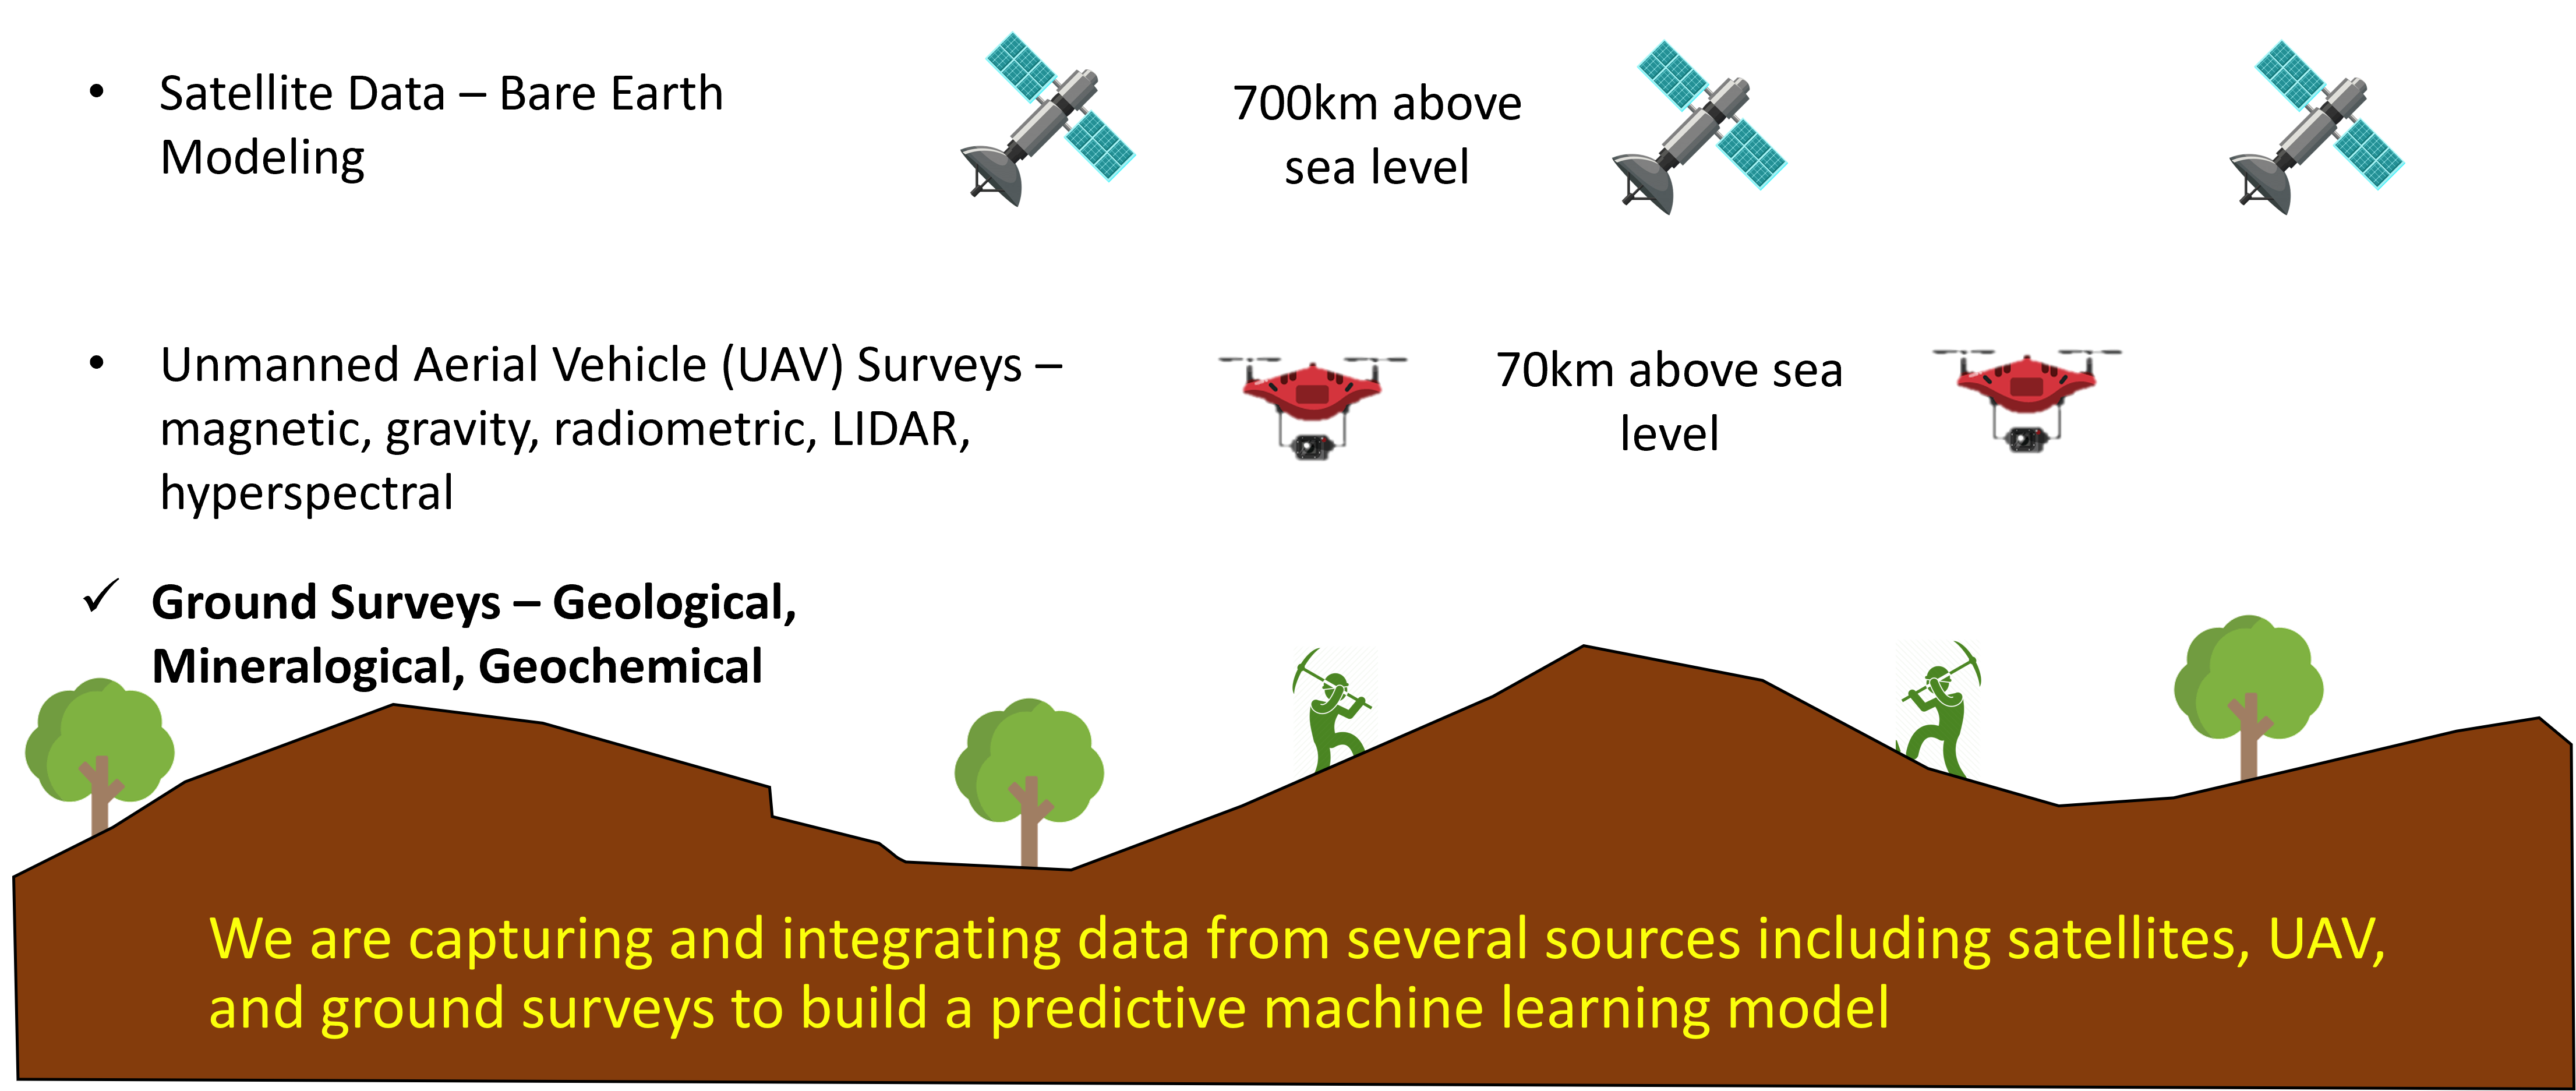 • Satellite Data – Bare Earth
Modeling
700km above
sea level
• Unmanned Aerial Vehicle (UAV) Surveys –
magnetic, gravity, radiometric, LIDAR,
hyperspectral
70km above sea
level
✓ Ground Surveys – Geological,
Mineralogical, Geochemical
We are capturing and integrating data from several sources including satellites, UAV,
and ground surveys to build a predictive machine learning model